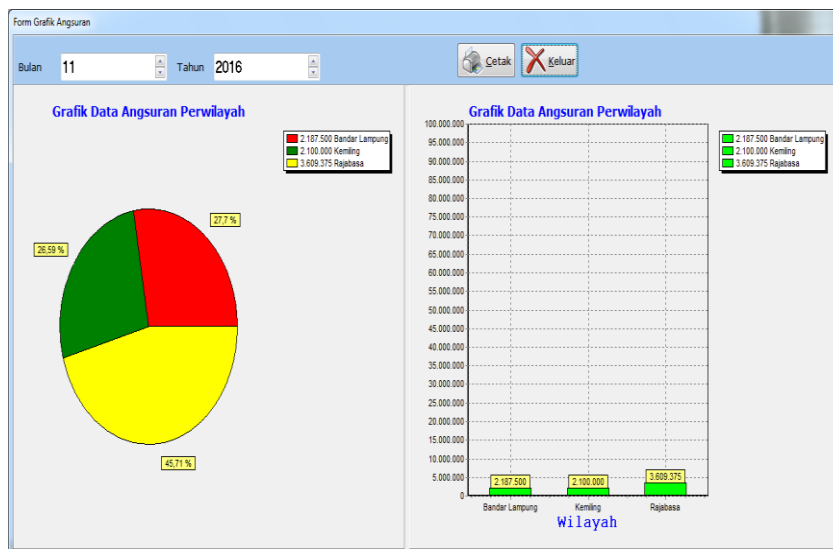 Form Grafik Angsuran
Bulan 11 Tahun 2016 Cetak Keluar
Grafik Data Angsuran Perwilayah
2.187.500 Bandar Lampung
2.100.000 Kemiling
3.609.375 Rajabasa
27,7 %
26,59 %
45,71 %
Grafik Data Angsuran Perwilayah
2.187.500 Bandar Lampung
2.100.000 Kemiling
3.609.375 Rajabasa
100.000.000
95.000.000
90.000.000
85.000.000
80.000.000
75.000.000
70.000.000
65.000.000
60.000.000
55.000.000
50.000.000
45.000.000
40.000.000
35.000.000
30.000.000
25.000.000
20.000.000
15.000.000
10.000.000
5.000.000
0
2.187.500 2.100.000 3.609.375
Bandar Lampung Kemiling Rajabasa
Wilayah